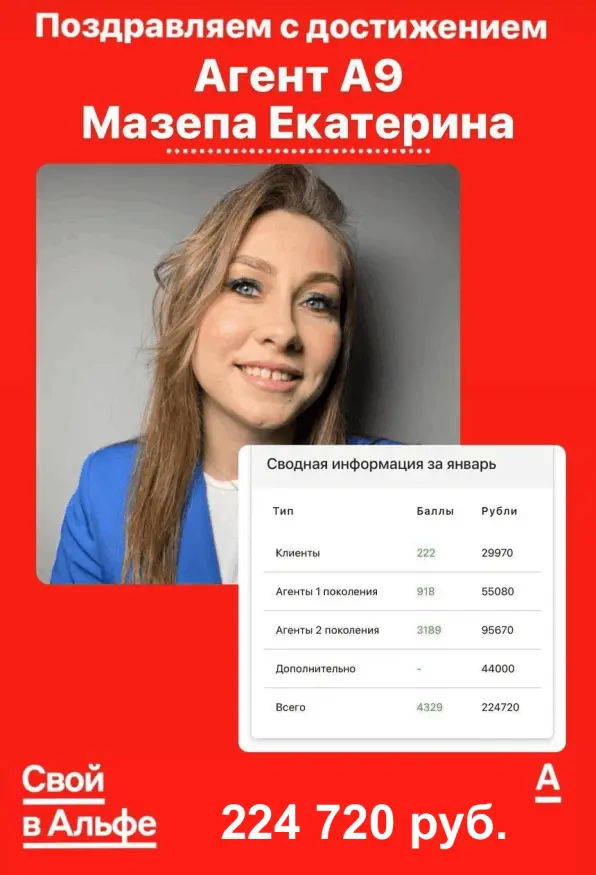 Поздравляем с достижением
Агент А9
Мазепа Екатерина
Сводная информация за январь
Тип Баллы Рубли
Клиенты 222 29970
Агенты 1 поколения 918 55080
Агенты 2 поколения 3189 95670
Дополнительно - 44000
Всего 4329 224720
Свой
в Альфе
А
224 720 руб.